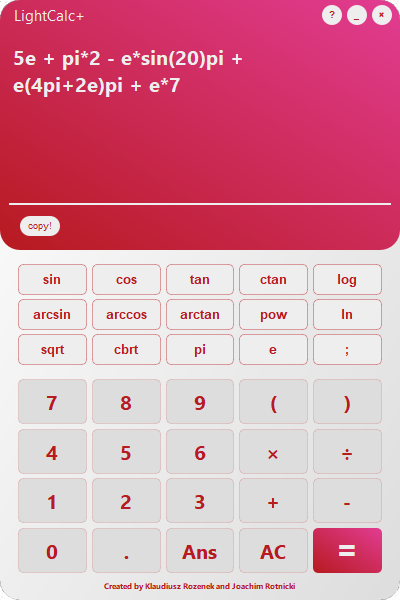 LightCalc+ ? _ ×
5e + pi*2 - e*sin(20)pi +
e(4pi+2e)pi + e*7
copy!
sin cos tan ctan log
arcsin arccos arctan pow ln
sqrt cbrt pi e ;
7 8 9 ( )
4 5 6 × ÷
1 2 3 + -
0 . Ans AC =
Created by Klaudiusz Rozenek and Joachim Rotnicki